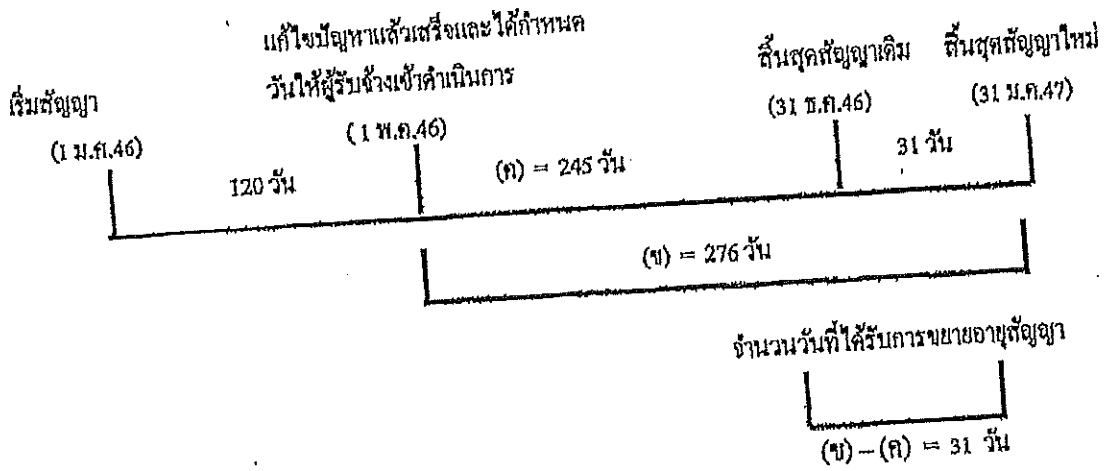 แก้ไขปัญหาแล้วเสร็จและได้กำหนด
วันให้ผู้รับจ้างเข้าดำเนินการ
สิ้นสุดสัญญาเดิม
สิ้นสุดสัญญาใหม่
เริ่มสัญญา
(1 ม.ค.46)
(1 พ.ค.46)
(31 ธ.ค.46)
(31 ม.ค.47)
120 วัน
(ค) = 245 วัน
31 วัน
(ข) = 276 วัน
จำนวนวันที่ได้รับการขยายอายุสัญญา
(ข) – (ค) = 31 วัน